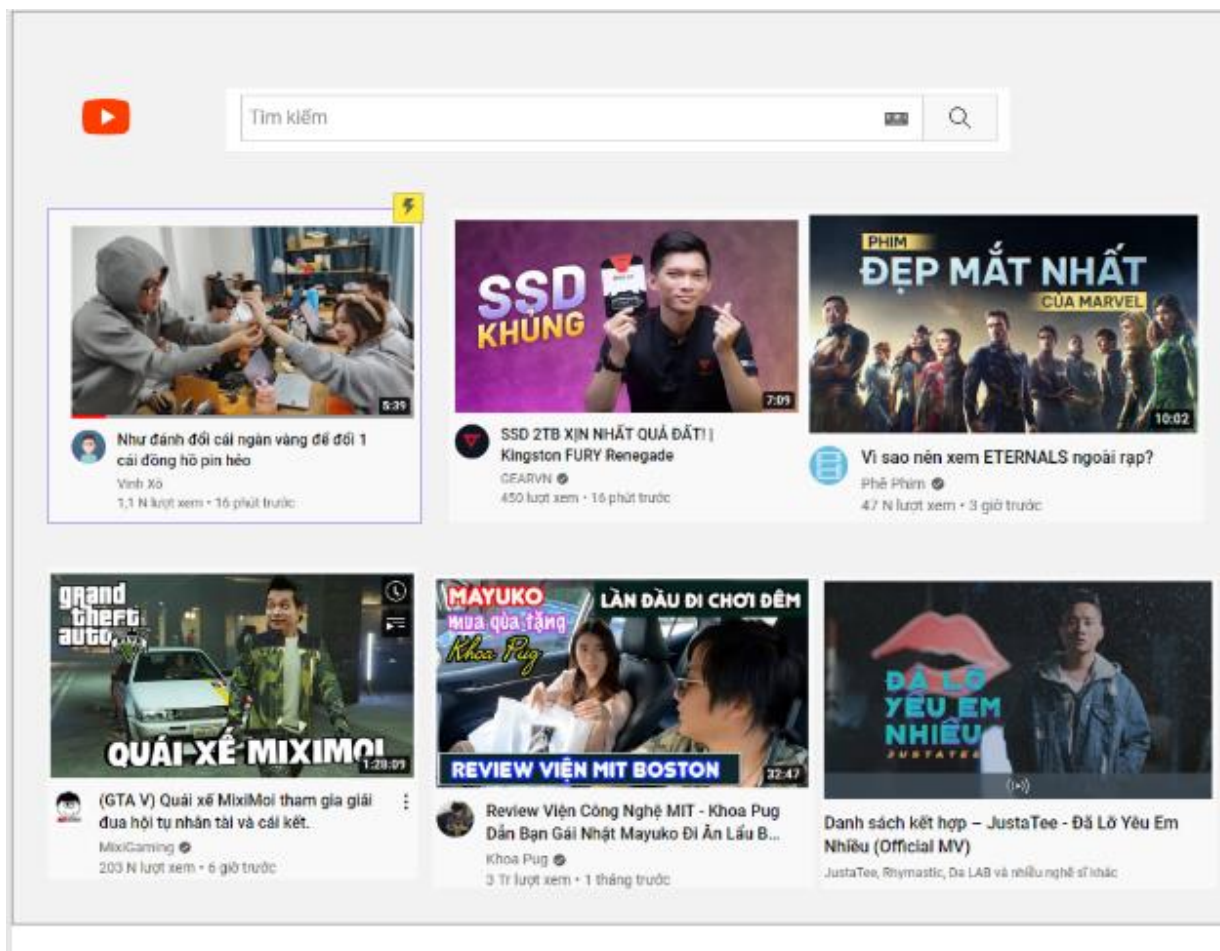 Tìm kiếm
5:39
Như đánh đổi cái ngàn vàng để đổi 1
cái đồng hồ pin héo
Vinh Xô
1,1 N lượt xem • 16 phút trước
SSD
KHỦNG
7:09
SSD 2TB XỊN NHẤT QUẢ ĐẤT! |
Kingston FURY Renegade
GEARVN
450 lượt xem • 16 phút trước
PHIM
ĐẸP MẮT NHẤT
CỦA MARVEL
10:02
Vì sao nên xem ETERNALS ngoài rạp?
Phê Phim
47 N lượt xem • 3 giờ trước
grand
theft
auto
QUÁI XẾ MIXIMOI
1:28:09
(GTA V) Quái xế MixiMoi tham gia giải
đua hội tụ nhân tài và cái kết.
MixiGaming
203 N lượt xem • 6 giờ trước
MAYUKO
mua qùa tặng
Khoa Pug
LẦN ĐẦU ĐI CHƠI ĐÊM
REVIEW VIỆN MIT BOSTON
32:47
Review Viện Công Nghệ MIT - Khoa Pug
Dẫn Bạn Gái Nhật Mayuko Đi Ăn Lẩu B...
Khoa Pug
3 Tr lượt xem • 1 tháng trước
ĐÃ LỠ
YÊU EM
NHIỀU
JUSTATEE
Danh sách kết hợp – JustaTee - Đã Lỡ Yêu Em
Nhiều (Official MV)
JustaTee, Rhymastic, Da LAB và nhiều nghệ sĩ khác